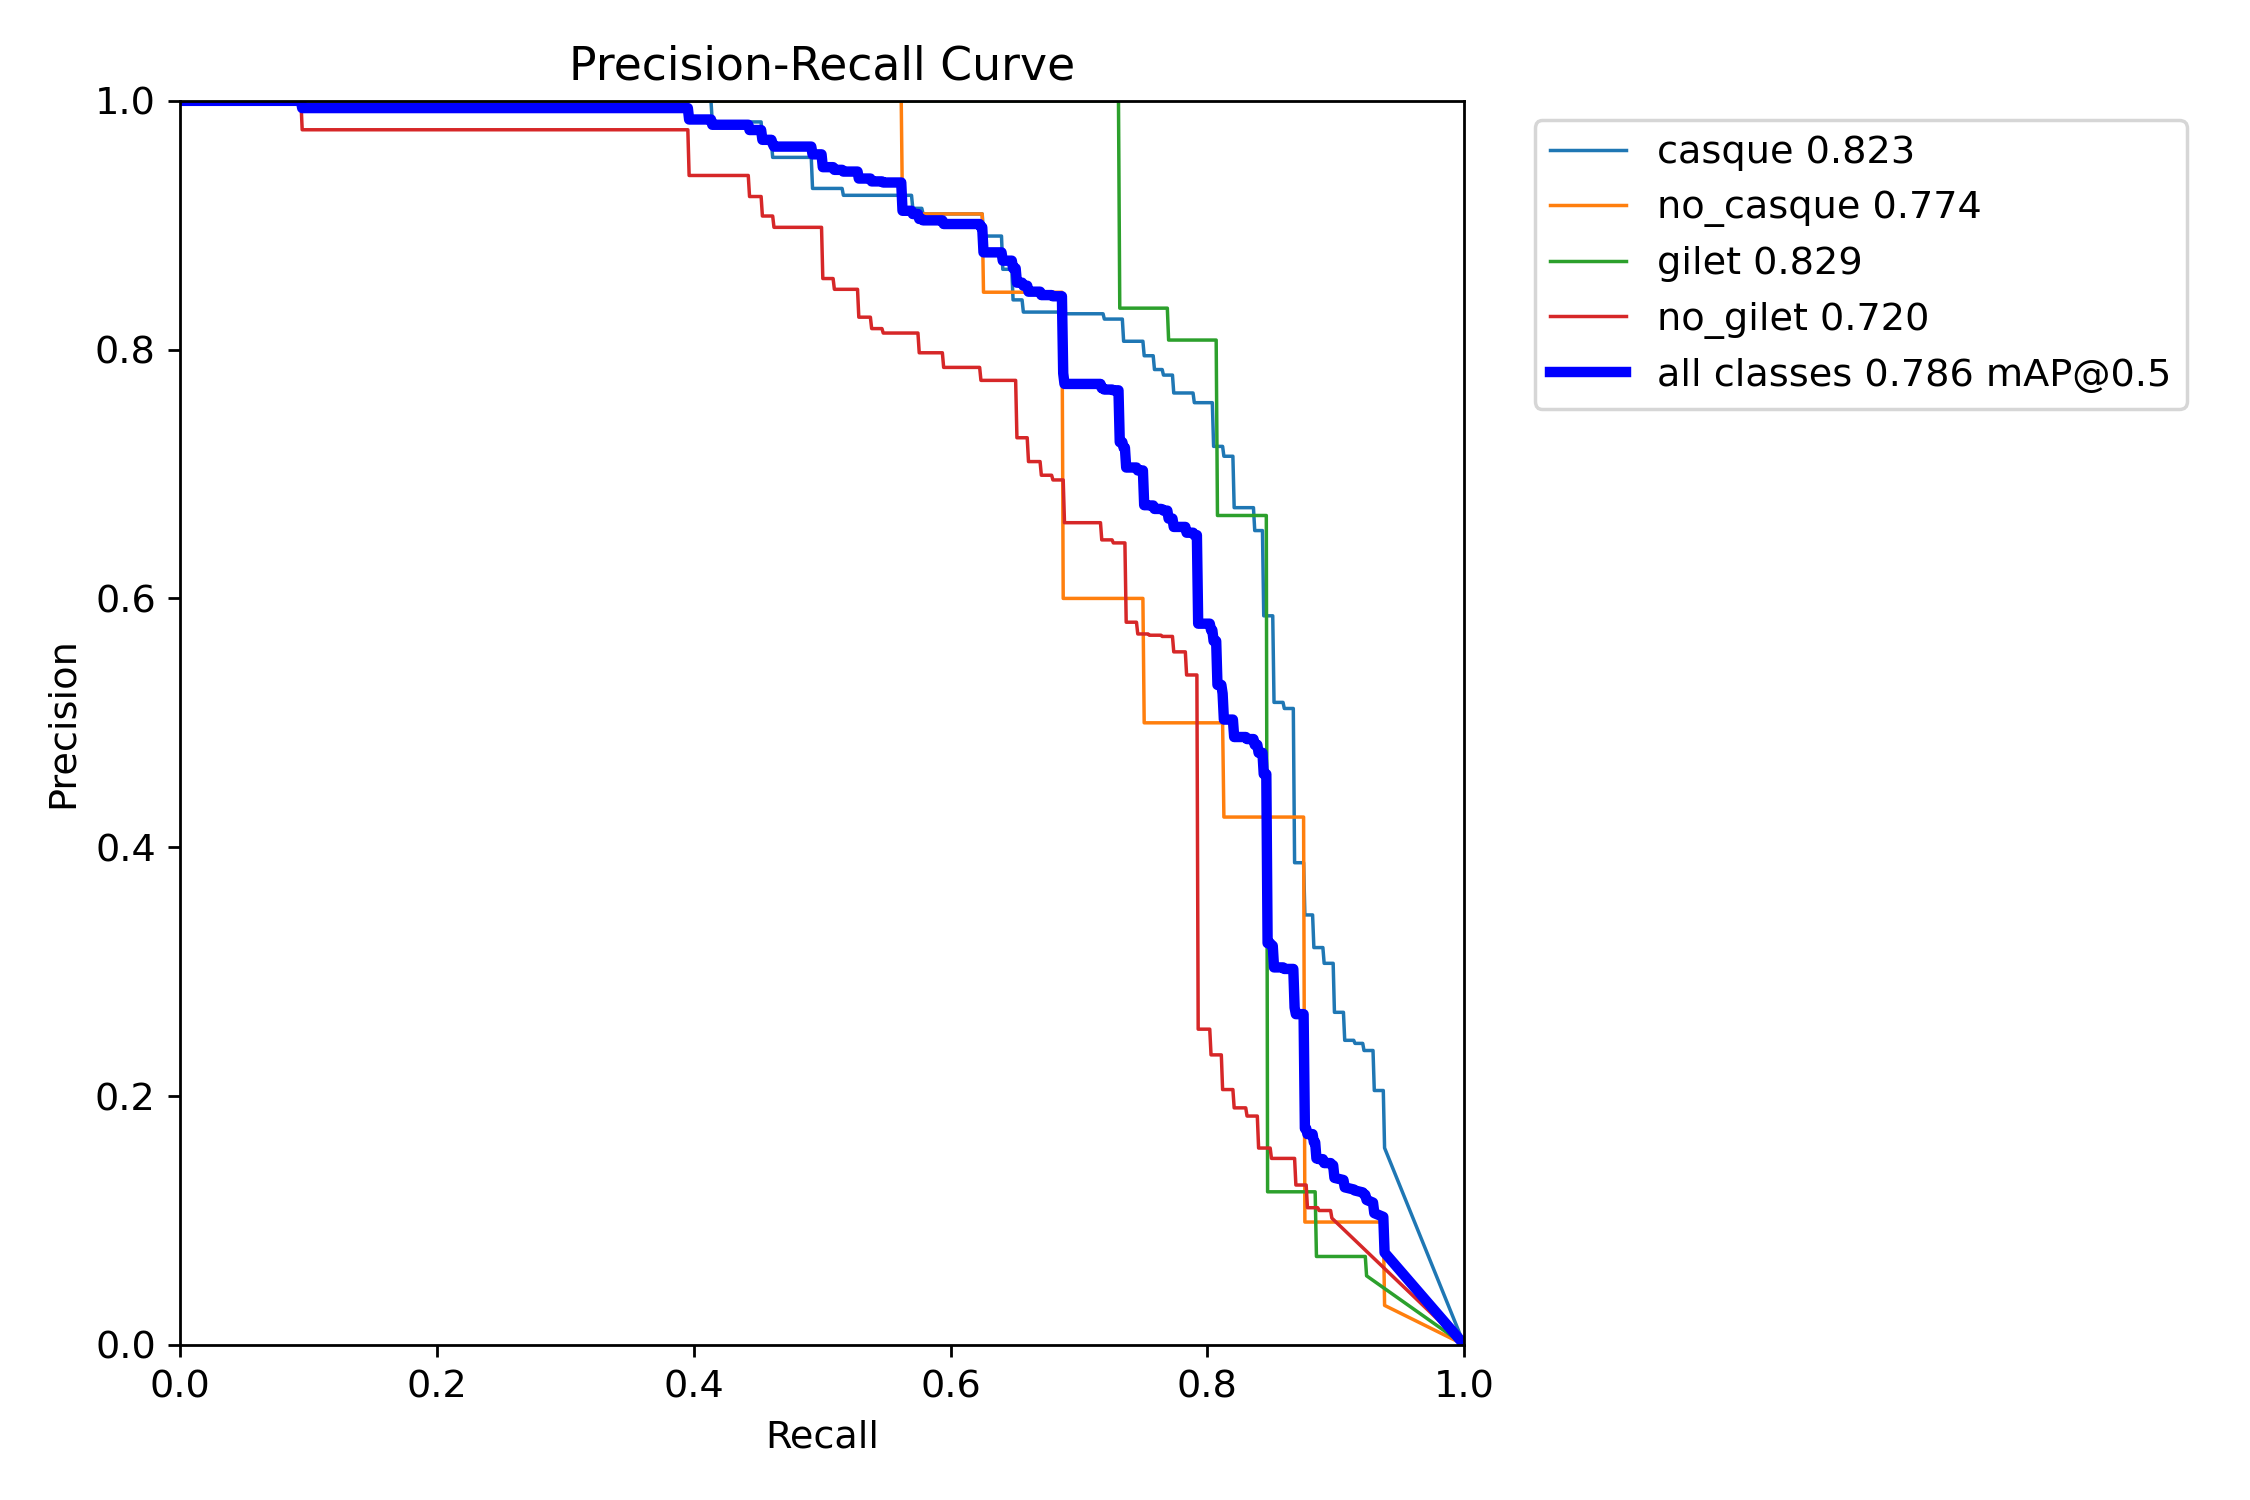 Precision-Recall Curve
1.0
0.8
0.6
0.4
0.2
0.0
Precision
0.0 0.2 0.4 0.6 0.8 1.0
Recall
casque 0.823
no_casque 0.774
gilet 0.829
no_gilet 0.720
all classes 0.786 mAP@0.5